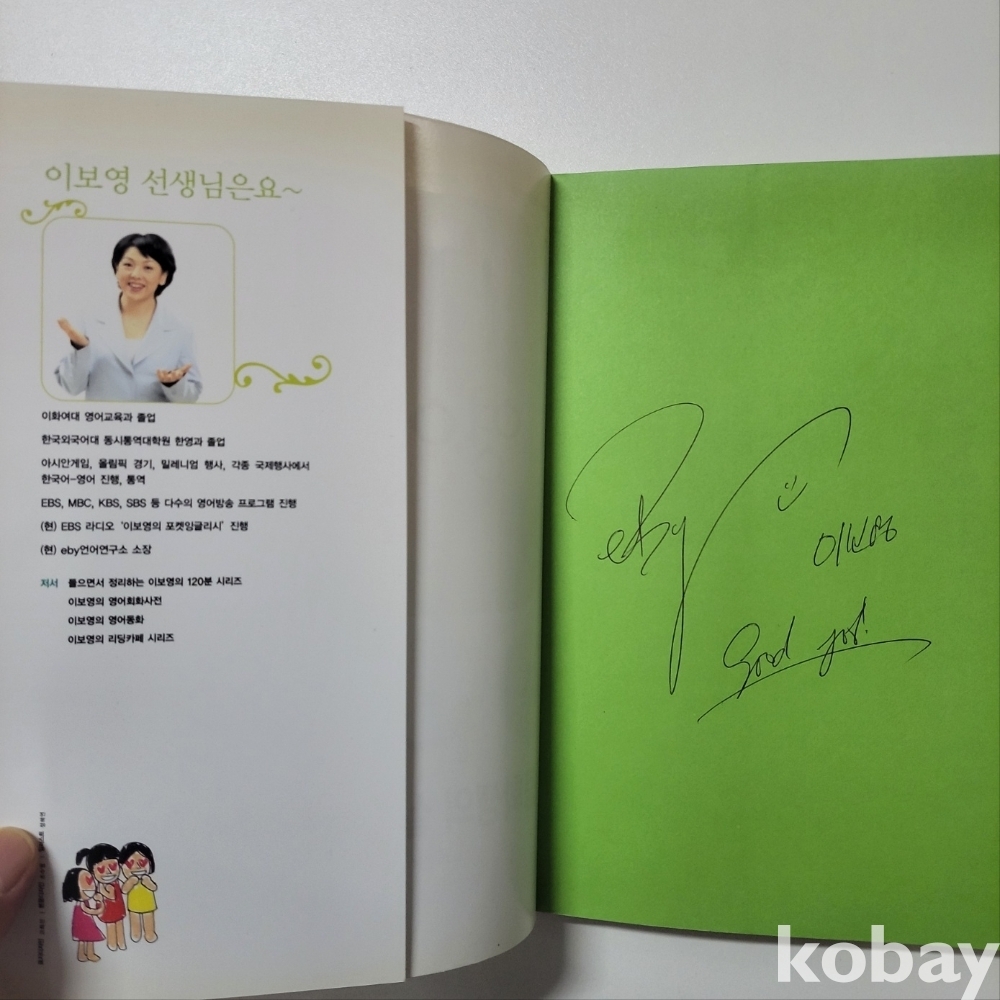 이보영 선생님은요~
이화여대 영어교육과 졸업
한국외국어대 동시통역대학원 한영과 졸업
아시안게임, 올림픽 경기, 밀레니엄 행사, 각종 국제행사에서
한국어-영어 진행, 통역
EBS, MBC, KBS, SBS 등 다수의 영어방송 프로그램 진행
(현) EBS 라디오 '이보영의 포켓잉글리시' 진행
(현) eby언어연구소 소장
저서 들으면서 정리하는 이보영의 120분 시리즈
이보영의 영어회화사전
이보영의 영어동화
이보영의 리딩카페 시리즈
eby
이보영
Good job!
kobay